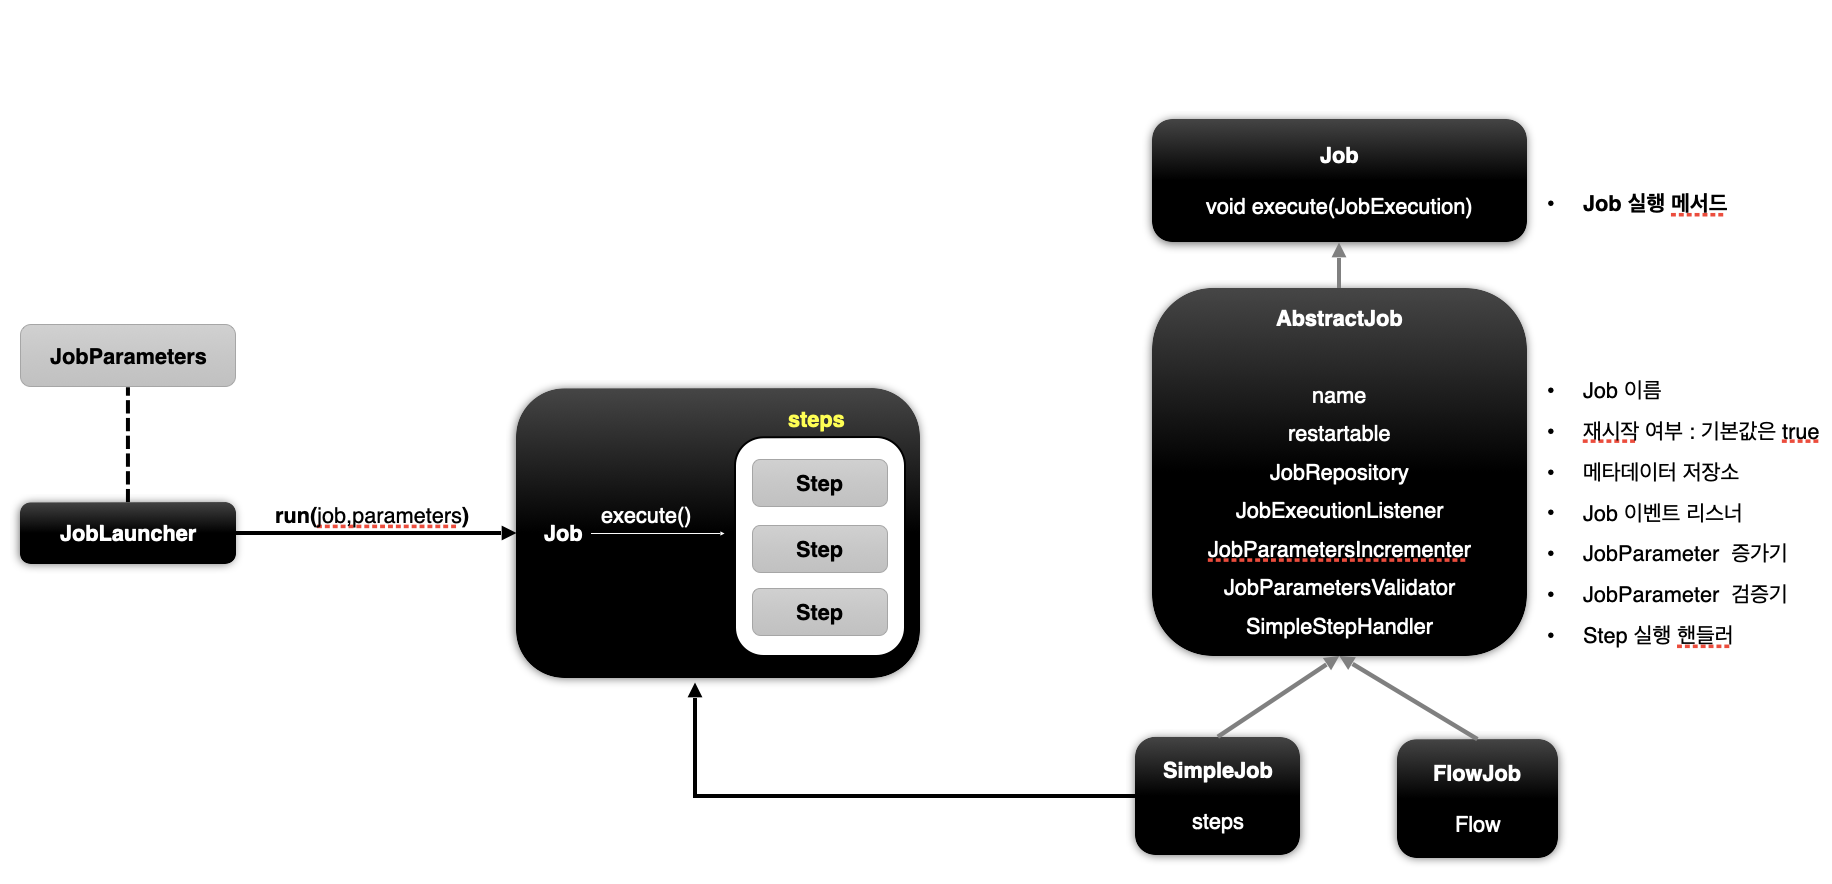 JobParameters
JobLauncher
run(job,parameters)
steps
Job
execute()
Step
Step
Step
Job
void execute(JobExecution)
• Job 실행 메서드
AbstractJob
name
restartable
JobRepository
JobExecutionListener
JobParametersIncrementer
JobParametersValidator
SimpleStepHandler
• Job 이름
• 재시작 여부 : 기본값은 true
• 메타데이터 저장소
• Job 이벤트 리스너
• JobParameter 증가기
• JobParameter 검증기
• Step 실행 핸들러
SimpleJob
steps
FlowJob
Flow